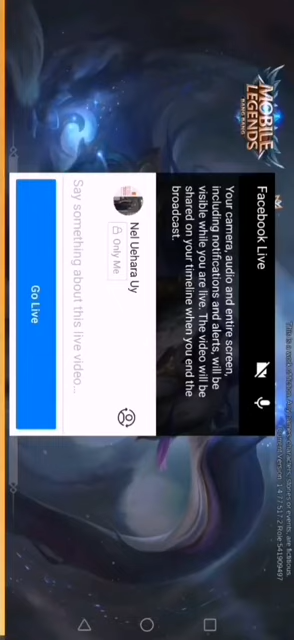 MOBILE
LEGENDS
BANG BANG
Facebook Live
Your camera, audio and entire screen,
including notifications and alerts, will be
visible while you are live. The video will be
shared on your timeline when you end the
broadcast.
Nel Uehara Uy
Only Me
Say something about this live video...
Go Live